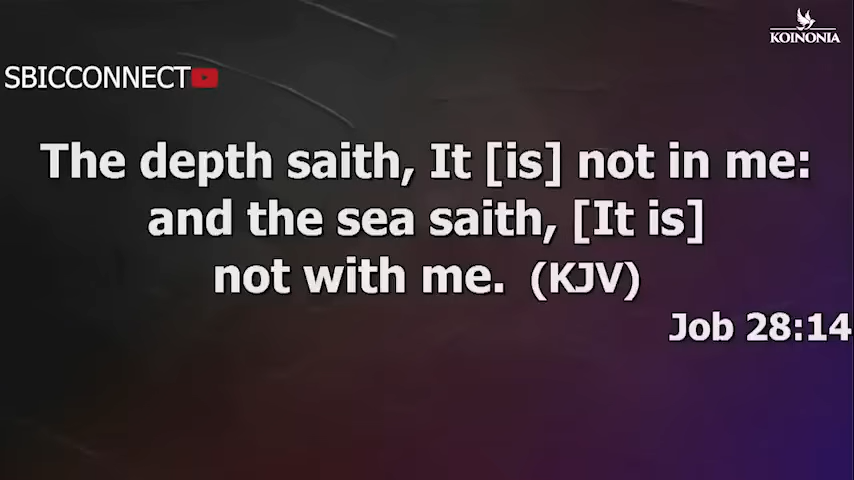 KOINONIA
SBICCONNECT
The depth saith, It [is] not in me:
and the sea saith, [It is]
not with me. (KJV)
Job 28:14